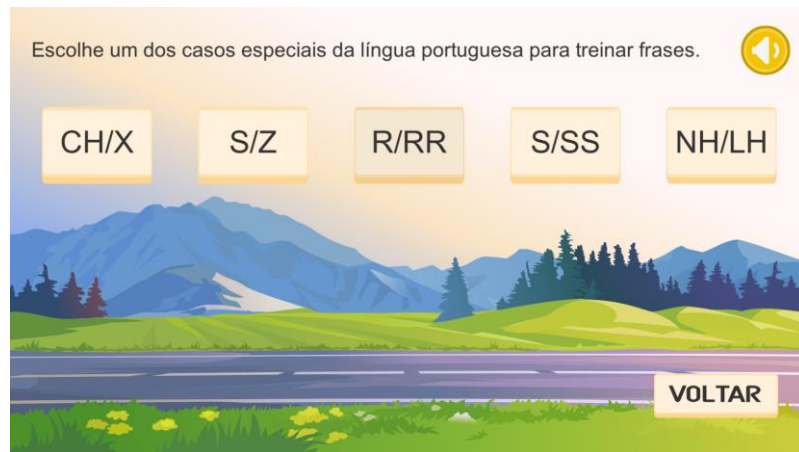 Escolhe um dos casos especiais da língua portuguesa para treinar frases.
CH/X
S/Z
R/RR
S/SS
NH/LH
VOLTAR